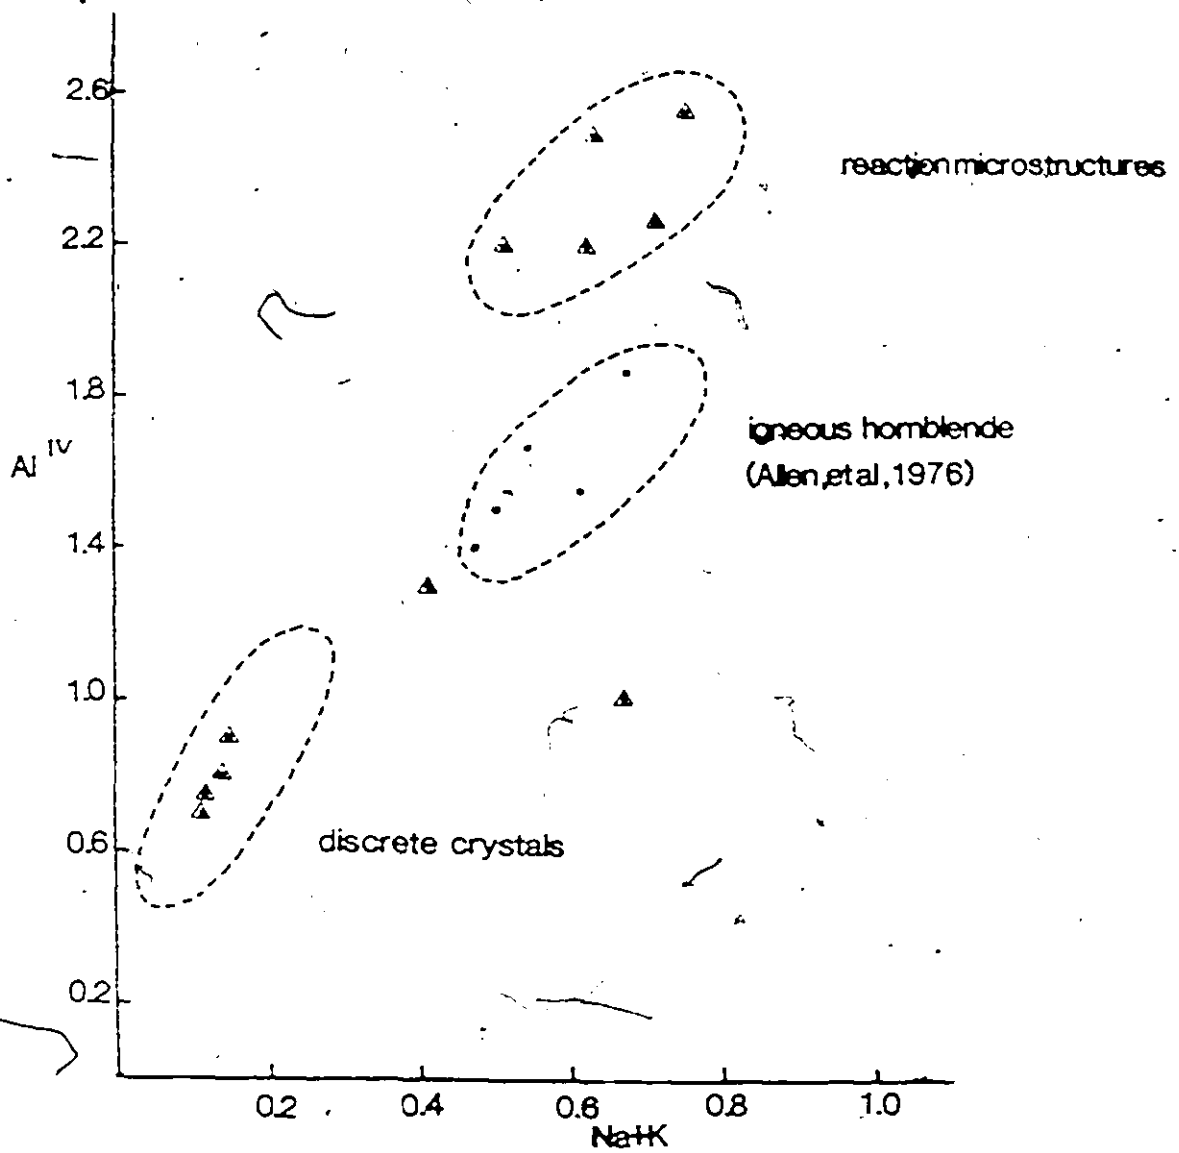 2.6
reaction microstructures
2.2
1.8
igneous hornblende
(Allen, et al, 1976)
Al IV
1.4
1.0
0.6
discrete crystals
0.2
0.2 0.4 0.6 0.8 1.0
Na+K